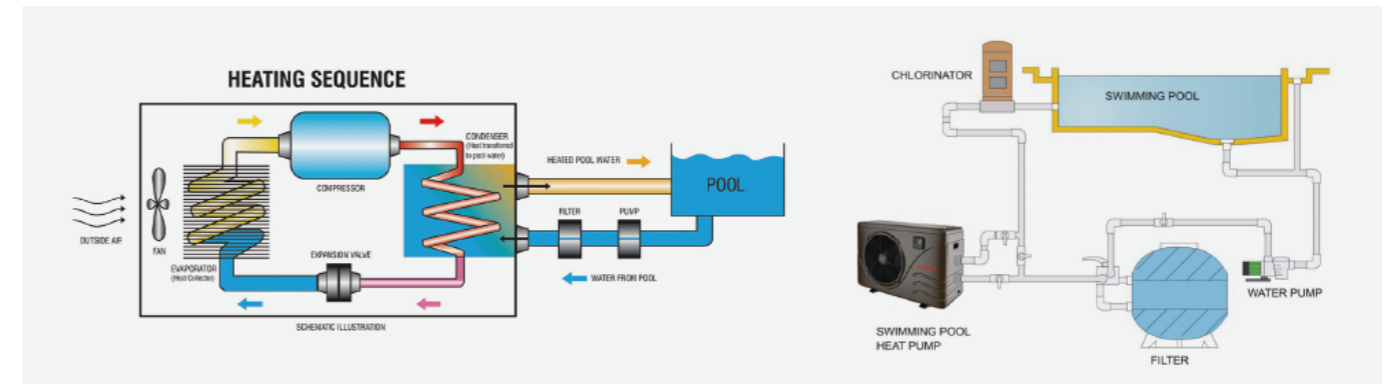 HEATING SEQUENCE
CONDENSER
(Heat transferred
to pool water)
COMPRESSOR
HEATED POOL WATER
POOL
FILTER
PUMP
OUTSIDE AIR
FAN
EXPANSION VALVE
EVAPORATOR
(Heat Collector)
WATER FROM POOL
SCHEMATIC ILLUSTRATION
CHLORINATOR
SWIMMING POOL
WATER PUMP
SWIMMING POOL
HEAT PUMP
FILTER